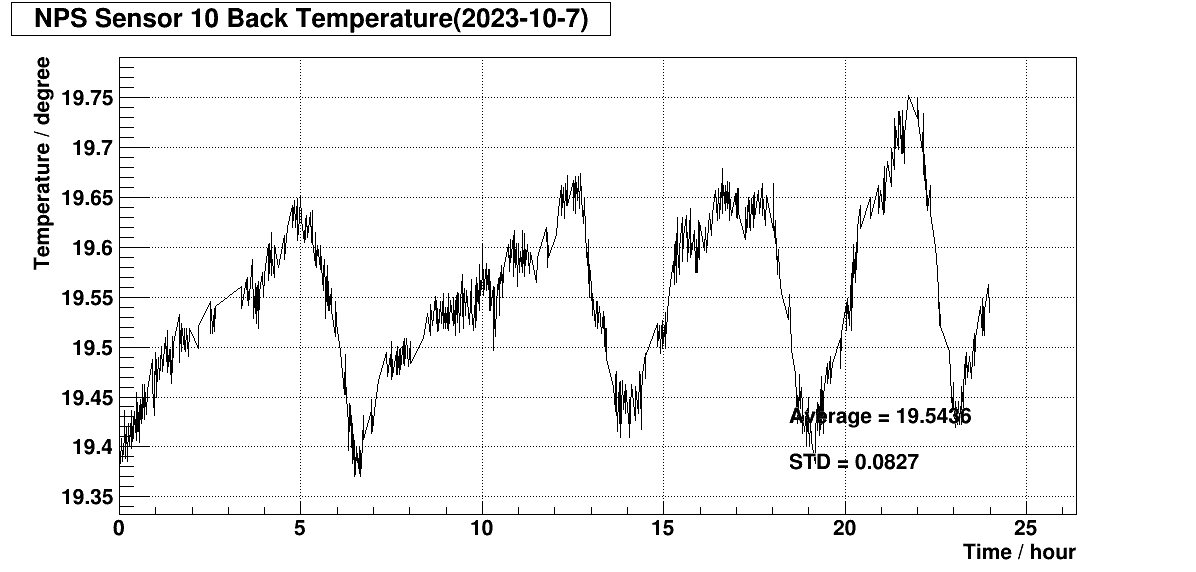 NPS Sensor 10 Back Temperature(2023-10-7)
Temperature / degree
19.75
19.7
19.65
19.6
19.55
19.5
19.45
19.4
19.35
Average = 19.5436
STD = 0.0827
0 5 10 15 20 25
Time / hour